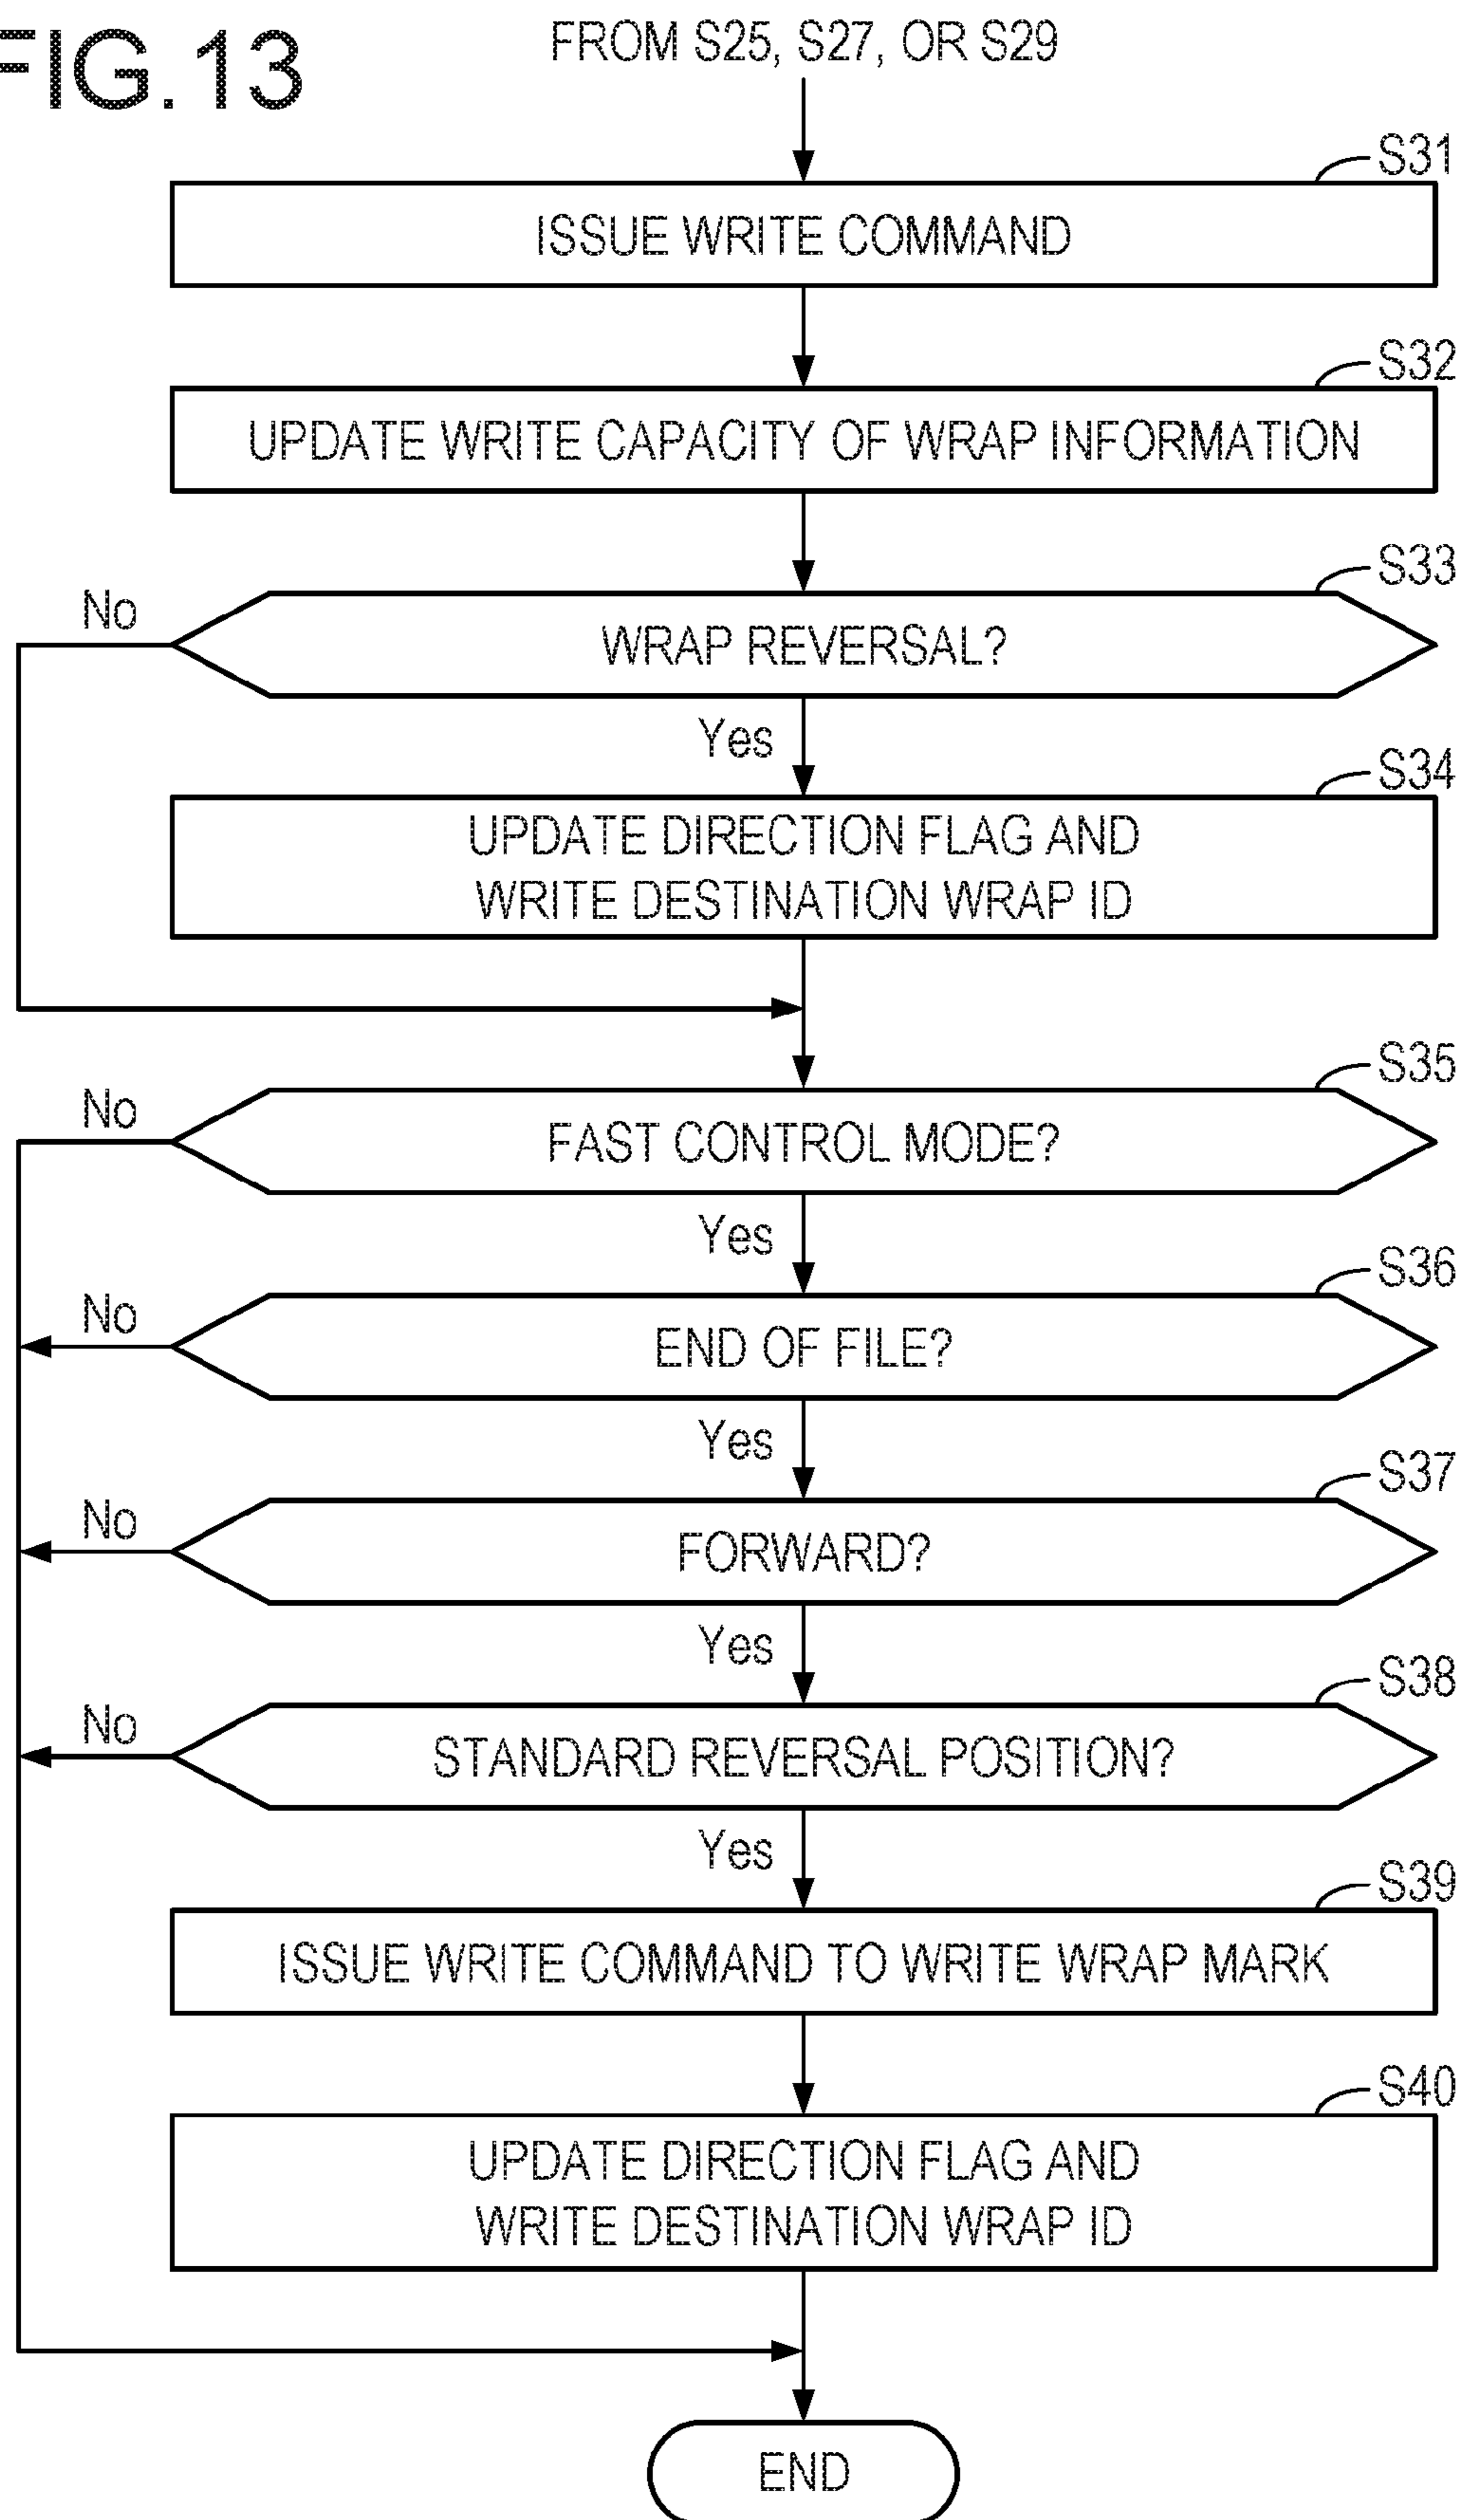 FIG.13
FROM S25, S27, OR S29
S31
ISSUE WRITE COMMAND
S32
UPDATE WRITE CAPACITY OF WRAP INFORMATION
S33
No
WRAP REVERSAL?
Yes
S34
UPDATE DIRECTION FLAG AND
WRITE DESTINATION WRAP ID
S35
No
FAST CONTROL MODE?
Yes
S36
No
END OF FILE?
Yes
S37
No
FORWARD?
Yes
S38
No
STANDARD REVERSAL POSITION?
Yes
S39
ISSUE WRITE COMMAND TO WRITE WRAP MARK
S40
UPDATE DIRECTION FLAG AND
WRITE DESTINATION WRAP ID
END